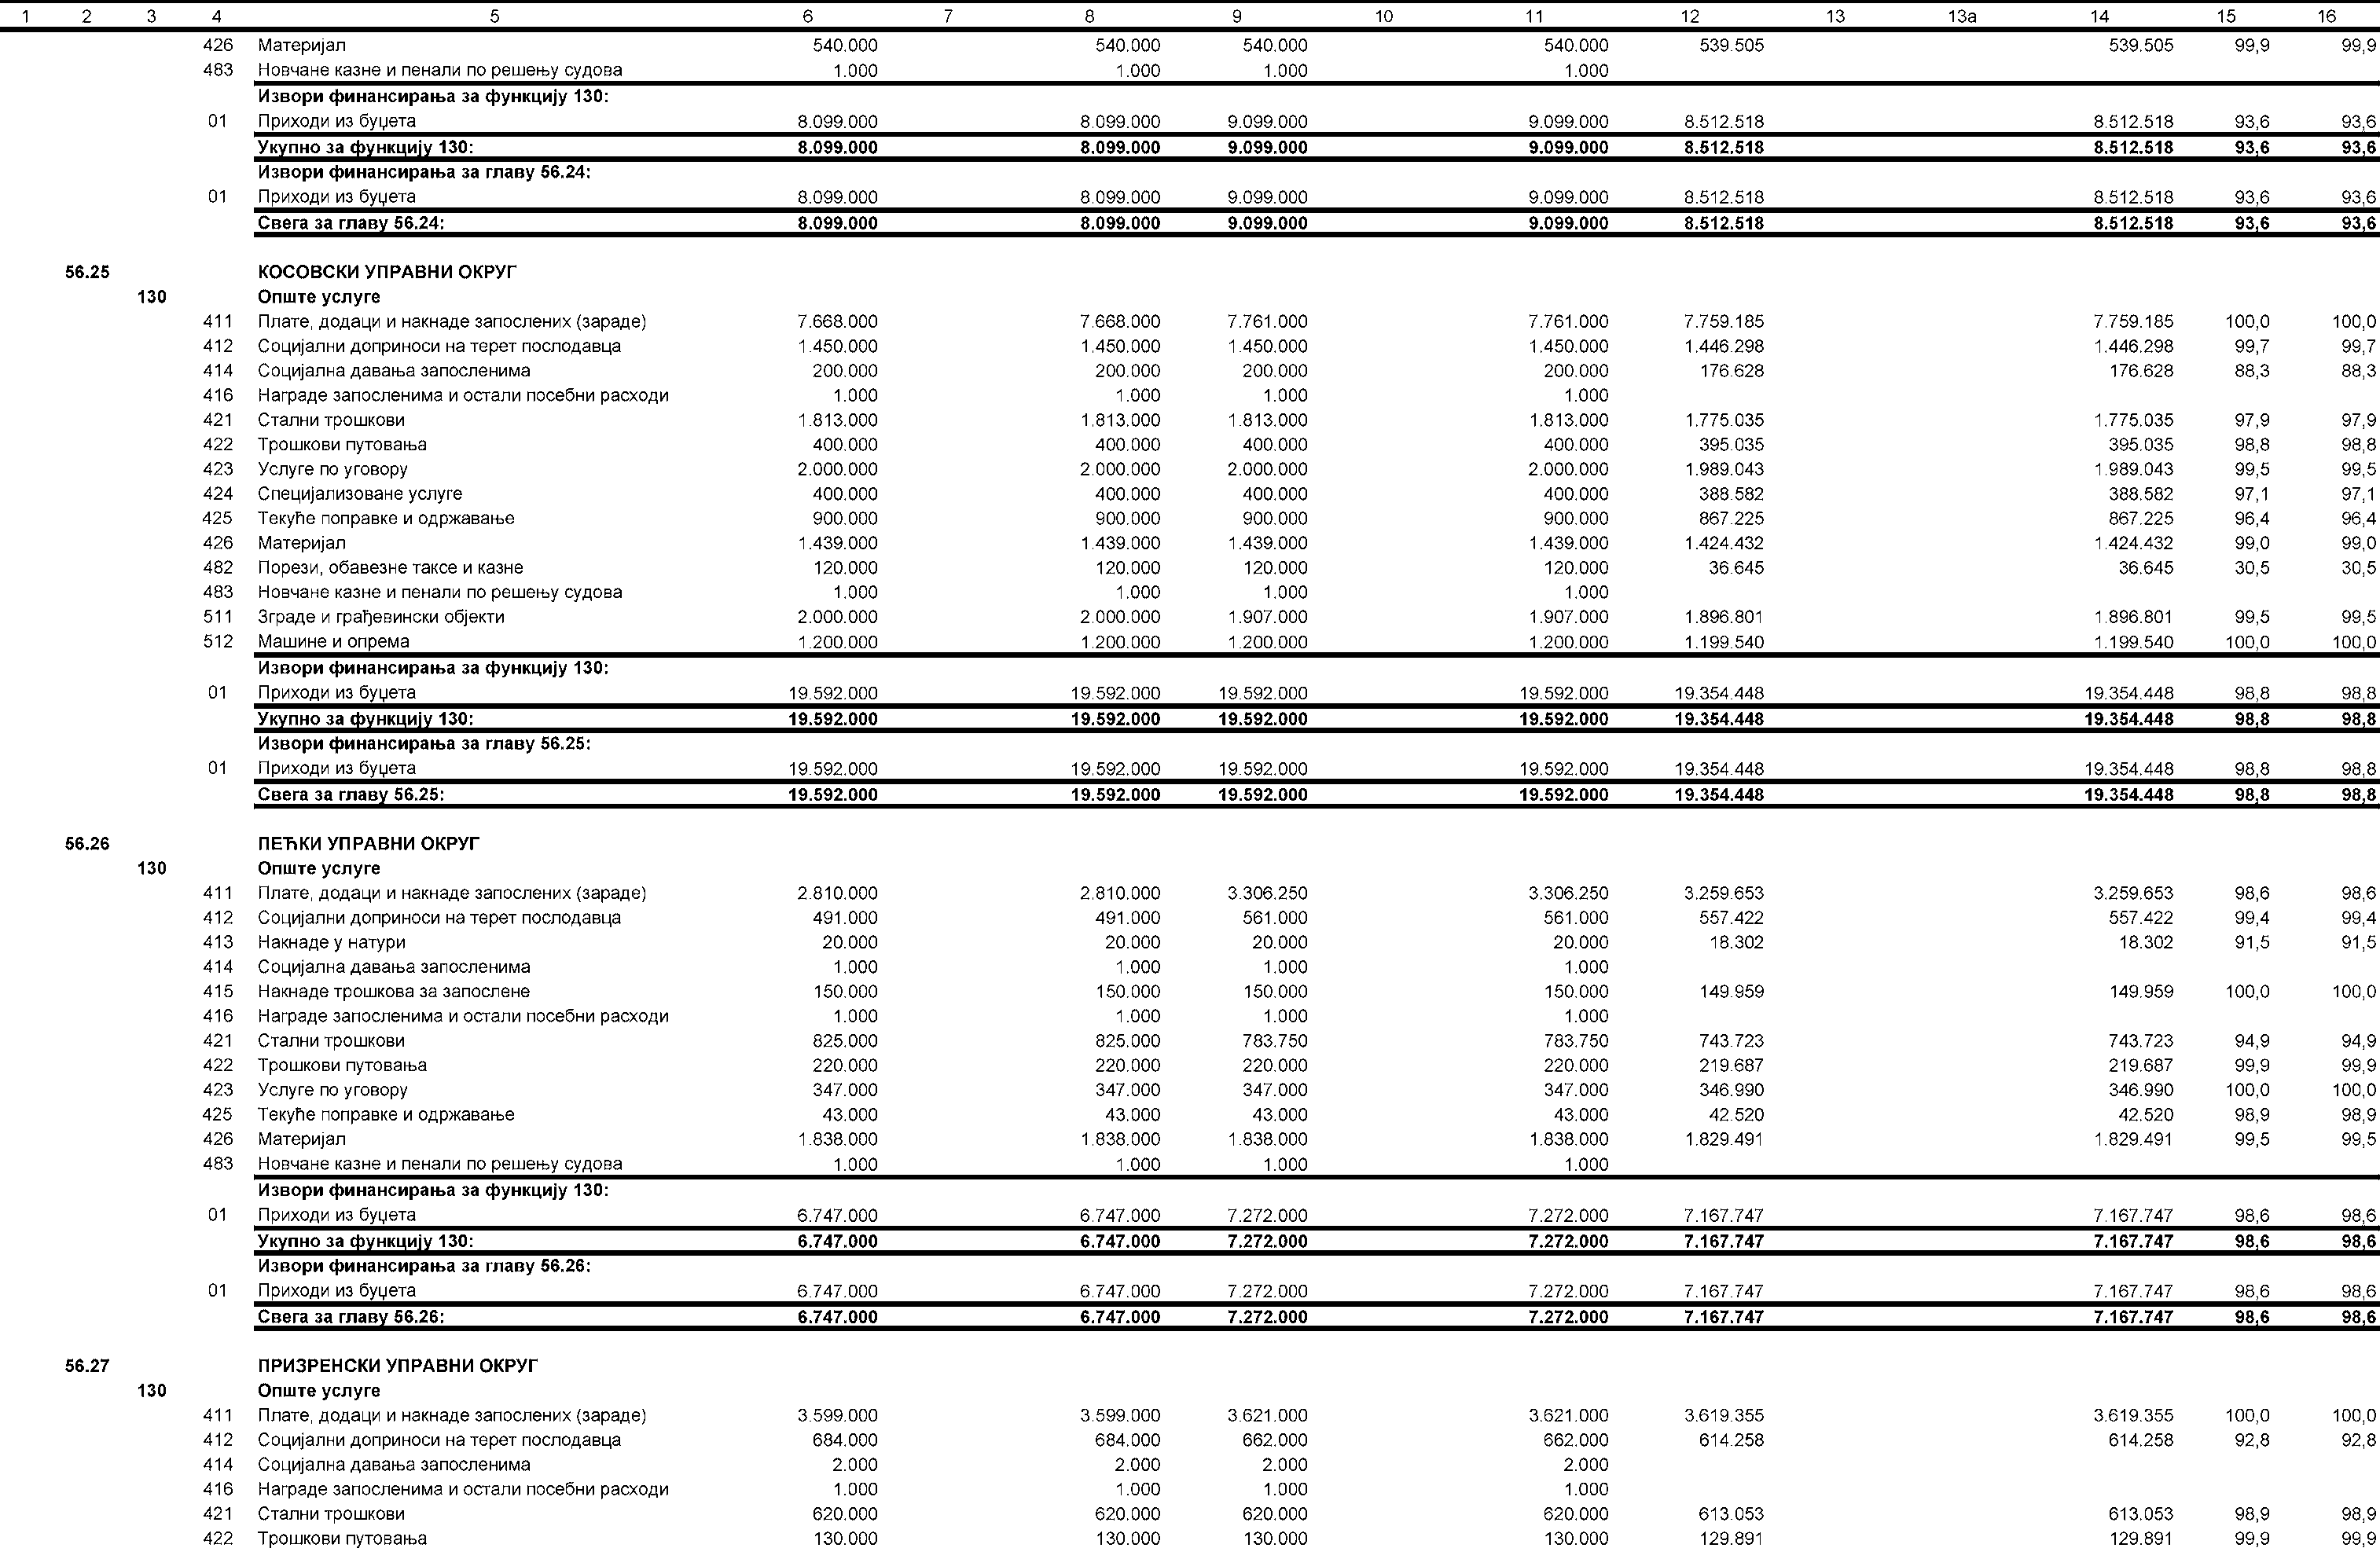 1 2 3 4 5 6 7 8 9 10 11 12 13 13a 14 15 16
426 Материјал 540.000 540.000 540.000 540.000 539.505 539.505 99,9 99,9
483 Новчане казне и пенали по решењу судова 1.000 1.000 1.000 1.000
Извори финансирања за функцију 130:
01 Приходи из буџета 8.099.000 8.099.000 9.099.000 9.099.000 8.512.518 8.512.518 93,6 93,6
Укупно за функцију 130: 8.099.000 8.099.000 9.099.000 9.099.000 8.512.518 8.512.518 93,6 93,6
Извори финансирања за главу 56.24:
01 Приходи из буџета 8.099.000 8.099.000 9.099.000 9.099.000 8.512.518 8.512.518 93,6 93,6
Свега за главу 56.24: 8.099.000 8.099.000 9.099.000 9.099.000 8.512.518 8.512.518 93,6 93,6
56.25 КОСОВСКИ УПРАВНИ ОКРУГ
130 Опште услуге
411 Плате, додаци и накнаде запослених (зараде) 7.668.000 7.668.000 7.761.000 7.761.000 7.759.185 7.759.185 100,0 100,0
412 Социјални доприноси на терет послодавца 1.450.000 1.450.000 1.450.000 1.450.000 1.446.298 1.446.298 99,7 99,7
414 Социјална давања запосленима 200.000 200.000 200.000 200.000 176.628 176.628 88,3 88,3
416 Награде запосленима и остали посебни расходи 1.000 1.000 1.000 1.000
421 Стални трошкови 1.813.000 1.813.000 1.813.000 1.813.000 1.775.035 1.775.035 97,9 97,9
422 Трошкови путовања 400.000 400.000 400.000 400.000 395.035 395.035 98,8 98,8
423 Услуге по уговору 2.000.000 2.000.000 2.000.000 2.000.000 1.989.043 1.989.043 99,5 99,5
424 Специјализоване услуге 400.000 400.000 400.000 400.000 388.582 388.582 97,1 97,1
425 Текуће поправке и одржавање 900.000 900.000 900.000 900.000 867.225 867.225 96,4 96,4
426 Материјал 1.439.000 1.439.000 1.439.000 1.439.000 1.424.432 1.424.432 99,0 99,0
482 Порези, обавезне таксе и казне 120.000 120.000 120.000 120.000 36.645 36.645 30,5 30,5
483 Новчане казне и пенали по решењу судова 1.000 1.000 1.000 1.000
511 Зграде и грађевински објекти 2.000.000 2.000.000 1.907.000 1.907.000 1.896.801 1.896.801 99,5 99,5
512 Машине и опрема 1.200.000 1.200.000 1.200.000 1.200.000 1.199.540 1.199.540 100,0 100,0
Извори финансирања за функцију 130:
01 Приходи из буџета 19.592.000 19.592.000 19.592.000 19.592.000 19.354.448 19.354.448 98,8 98,8
Укупно за функцију 130: 19.592.000 19.592.000 19.592.000 19.592.000 19.354.448 19.354.448 98,8 98,8
Извори финансирања за главу 56.25:
01 Приходи из буџета 19.592.000 19.592.000 19.592.000 19.592.000 19.354.448 19.354.448 98,8 98,8
Свега за главу 56.25: 19.592.000 19.592.000 19.592.000 19.592.000 19.354.448 19.354.448 98,8 98,8
56.26 ПЕЋКИ УПРАВНИ ОКРУГ
130 Опште услуге
411 Плате, додаци и накнаде запослених (зараде) 2.810.000 2.810.000 3.306.250 3.306.250 3.259.653 3.259.653 98,6 98,6
412 Социјални доприноси на терет послодавца 491.000 491.000 561.000 561.000 557.422 557.422 99,4 99,4
413 Накнаде у натури 20.000 20.000 20.000 20.000 18.302 18.302 91,5 91,5
414 Социјална давања запосленима 1.000 1.000 1.000 1.000
415 Накнаде трошкова за запослене 150.000 150.000 150.000 150.000 149.959 149.959 100,0 100,0
416 Награде запосленима и остали посебни расходи 1.000 1.000 1.000 1.000
421 Стални трошкови 825.000 825.000 783.750 783.750 743.723 743.723 94,9 94,9
422 Трошкови путовања 220.000 220.000 220.000 220.000 219.687 219.687 99,9 99,9
423 Услуге по уговору 347.000 347.000 347.000 347.000 346.990 346.990 100,0 100,0
425 Текуће поправке и одржавање 43.000 43.000 43.000 43.000 42.520 42.520 98,9 98,9
426 Материјал 1.838.000 1.838.000 1.838.000 1.838.000 1.829.491 1.829.491 99,5 99,5
483 Новчане казне и пенали по решењу судова 1.000 1.000 1.000 1.000
Извори финансирања за функцију 130:
01 Приходи из буџета 6.747.000 6.747.000 7.272.000 7.272.000 7.167.747 7.167.747 98,6 98,6
Укупно за функцију 130: 6.747.000 6.747.000 7.272.000 7.272.000 7.167.747 7.167.747 98,6 98,6
Извори финансирања за главу 56.26:
01 Приходи из буџета 6.747.000 6.747.000 7.272.000 7.272.000 7.167.747 7.167.747 98,6 98,6
Свега за главу 56.26: 6.747.000 6.747.000 7.272.000 7.272.000 7.167.747 7.167.747 98,6 98,6
56.27 ПРИЗРЕНСКИ УПРАВНИ ОКРУГ
130 Опште услуге
411 Плате, додаци и накнаде запослених (зараде) 3.599.000 3.599.000 3.621.000 3.621.000 3.619.355 3.619.355 100,0 100,0
412 Социјални доприноси на терет послодавца 684.000 684.000 662.000 662.000 614.258 614.258 92,8 92,8
414 Социјална давања запосленима 2.000 2.000 2.000 2.000
416 Награде запосленима и остали посебни расходи 1.000 1.000 1.000 1.000
421 Стални трошкови 620.000 620.000 620.000 620.000 613.053 613.053 98,9 98,9
422 Трошкови путовања 130.000 130.000 130.000 130.000 129.891 129.891 99,9 99,9